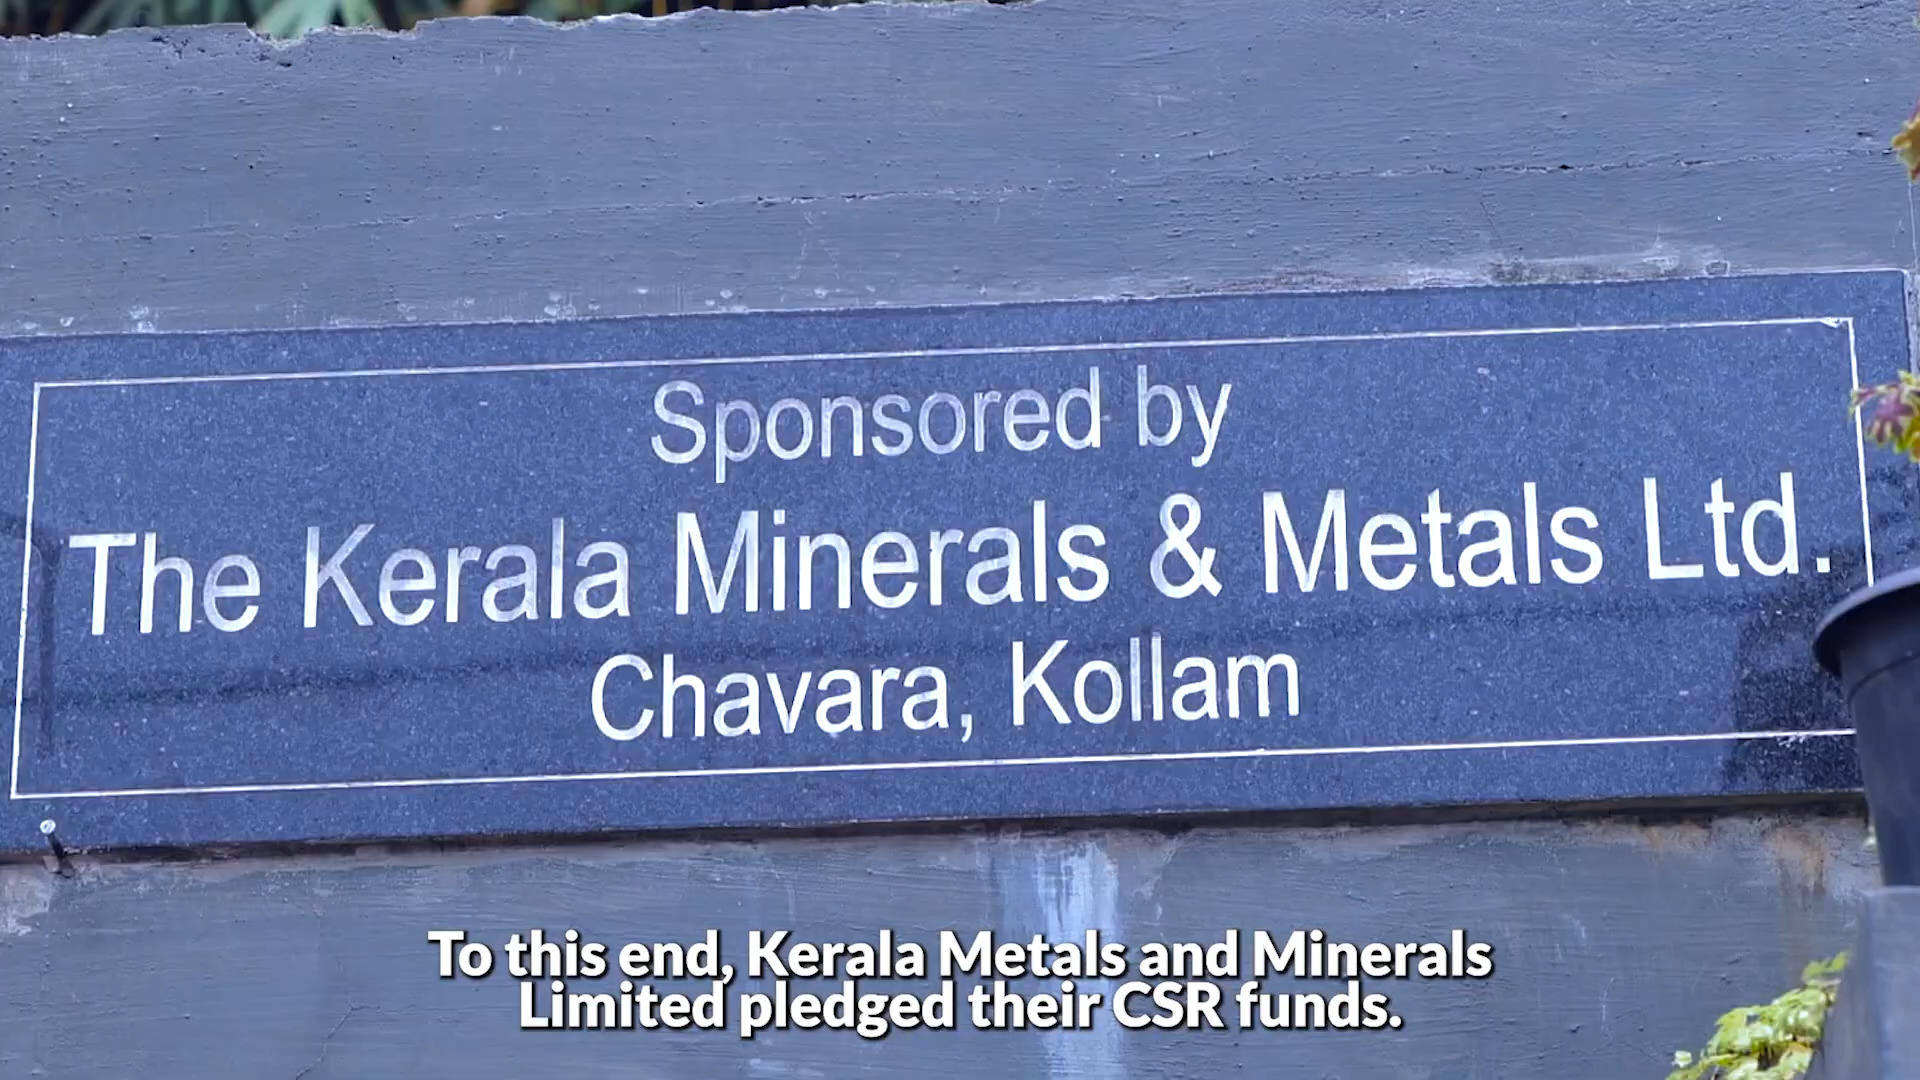 Sponsored by
The Kerala Minerals & Metals Ltd.
Chavara, Kollam
To this end, Kerala Metals and Minerals
Limited pledged their CSR funds.